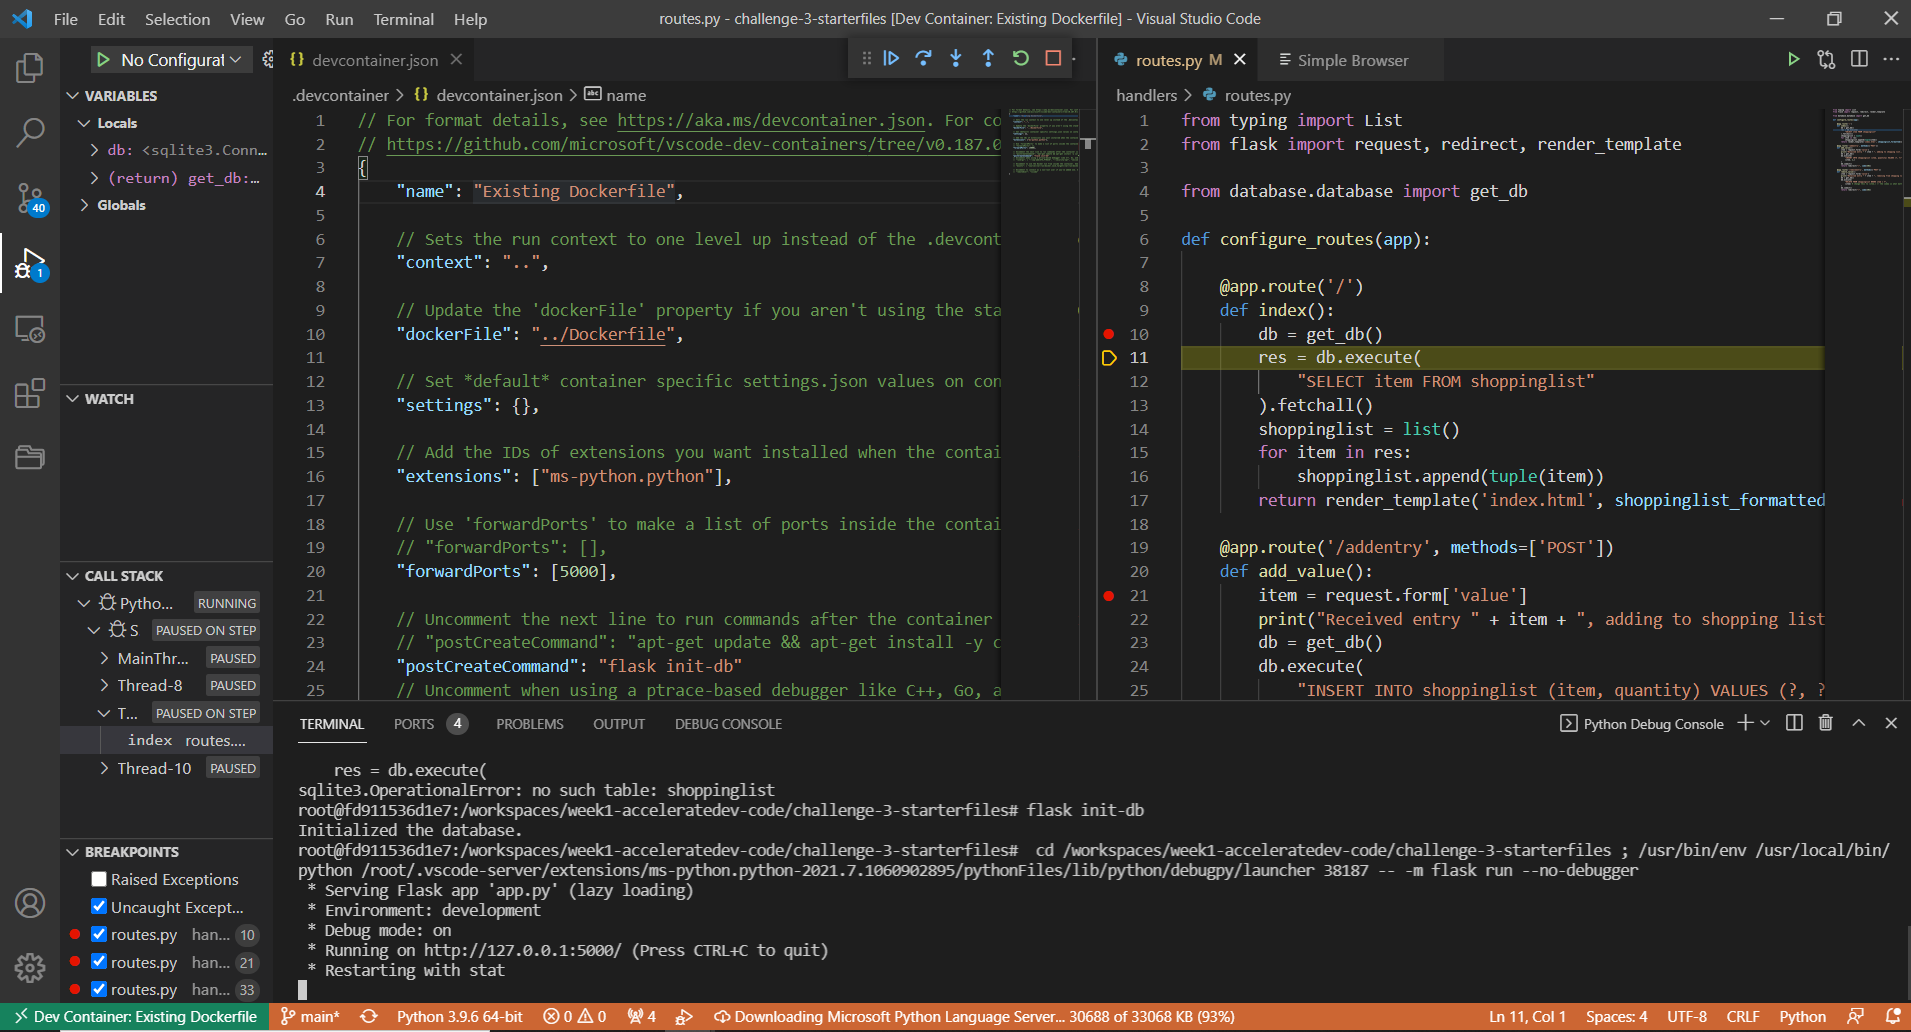 File Edit Selection View Go Run Terminal Help
routes.py - challenge-3-starterfiles [Dev Container: Existing Dockerfile] - Visual Studio Code
No Configurat
VARIABLES
Locals
db: <sqlite3.Conn...
(return) get_db:...
Globals
WATCH
CALL STACK
Pytho... RUNNING
S PAUSED ON STEP
MainThr... PAUSED
Thread-8 PAUSED
T... PAUSED ON STEP
index routes....
Thread-10 PAUSED
BREAKPOINTS
Raised Exceptions
Uncaught Except...
routes.py han... 10
routes.py han... 21
routes.py han... 33
40
1
devcontainer.json
.devcontainer > {} devcontainer.json > abc name
1 // For format details, see https://aka.ms/devcontainer.json. For co
2 // https://github.com/microsoft/vscode-dev-containers/tree/v0.187.0
3 {
4 "name": "Existing Dockerfile",
5
6 // Sets the run context to one level up instead of the .devcont
7 "context": "..",
8
9 // Update the 'dockerFile' property if you aren't using the sta
10 "dockerFile": "../Dockerfile",
11
12 // Set *default* container specific settings.json values on con
13 "settings": {},
14
15 // Add the IDs of extensions you want installed when the contai
16 "extensions": ["ms-python.python"],
17
18 // Use 'forwardPorts' to make a list of ports inside the contai
19 // "forwardPorts": [],
20 "forwardPorts": [5000],
21
22 // Uncomment the next line to run commands after the container
23 // "postCreateCommand": "apt-get update && apt-get install -y c
24 "postCreateCommand": "flask init-db"
25 // Uncomment when using a ptrace-based debugger like C++, Go, a
routes.py M
Simple Browser
handlers > routes.py
1 from typing import List
2 from flask import request, redirect, render_template
3
4 from database.database import get_db
5
6 def configure_routes(app):
7
8 @app.route('/')
9 def index():
10 db = get_db()
11 res = db.execute(
12 "SELECT item FROM shoppinglist"
13 ).fetchall()
14 shoppinglist = list()
15 for item in res:
16 shoppinglist.append(tuple(item))
17 return render_template('index.html', shoppinglist_formatted
18
19 @app.route('/addentry', methods=['POST'])
20 def add_value():
21 item = request.form['value']
22 print("Received entry " + item + ", adding to shopping list
23 db = get_db()
24 db.execute(
25 "INSERT INTO shoppinglist (item, quantity) VALUES (?, ?
TERMINAL PORTS 4 PROBLEMS OUTPUT DEBUG CONSOLE
Python Debug Console
res = db.execute(
sqlite3.OperationalError: no such table: shoppinglist
root@fd911536d1e7:/workspaces/week1-acceleratedev-code/challenge-3-starterfiles# flask init-db
Initialized the database.
root@fd911536d1e7:/workspaces/week1-acceleratedev-code/challenge-3-starterfiles#  cd /workspaces/week1-acceleratedev-code/challenge-3-starterfiles ; /usr/bin/env /usr/local/bin/
python /root/.vscode-server/extensions/ms-python.python-2021.7.1060902895/pythonFiles/lib/python/debugpy/launcher 38187 -- -m flask run --no-debugger
* Serving Flask app 'app.py' (lazy loading)
* Environment: development
* Debug mode: on
* Running on http://127.0.0.1:5000/ (Press CTRL+C to quit)
* Restarting with stat
Dev Container: Existing Dockerfile main* Python 3.9.6 64-bit 0 0 4 Downloading Microsoft Python Language Server... 30688 of 33068 KB (93%) Ln 11, Col 1 Spaces: 4 UTF-8 CRLF Python